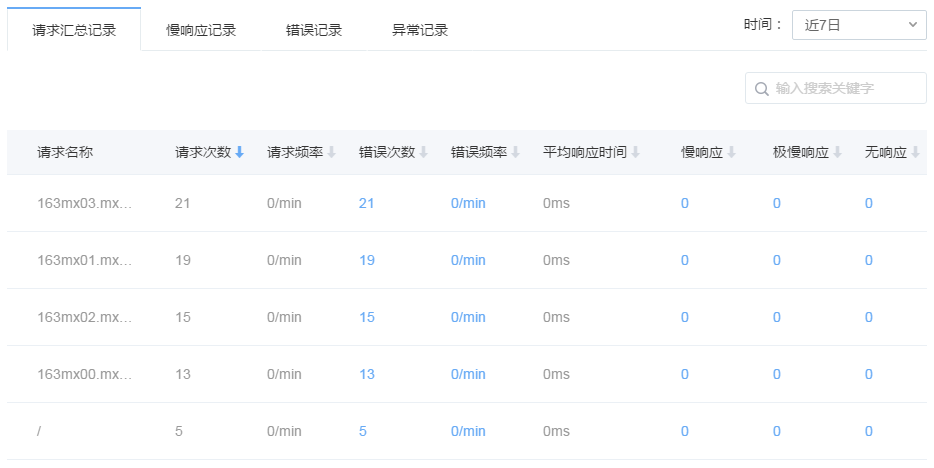 请求汇总记录 慢响应记录 错误记录 异常记录 时间： 近7日
输入搜索关键字
请求名称 请求次数 请求频率 错误次数 错误频率 平均响应时间 慢响应 极慢响应 无响应
163mx03.mx... 21 0/min 21 0/min 0ms 0 0 0
163mx01.mx... 19 0/min 19 0/min 0ms 0 0 0
163mx02.mx... 15 0/min 15 0/min 0ms 0 0 0
163mx00.mx... 13 0/min 13 0/min 0ms 0 0 0
/ 5 0/min 5 0/min 0ms 0 0 0